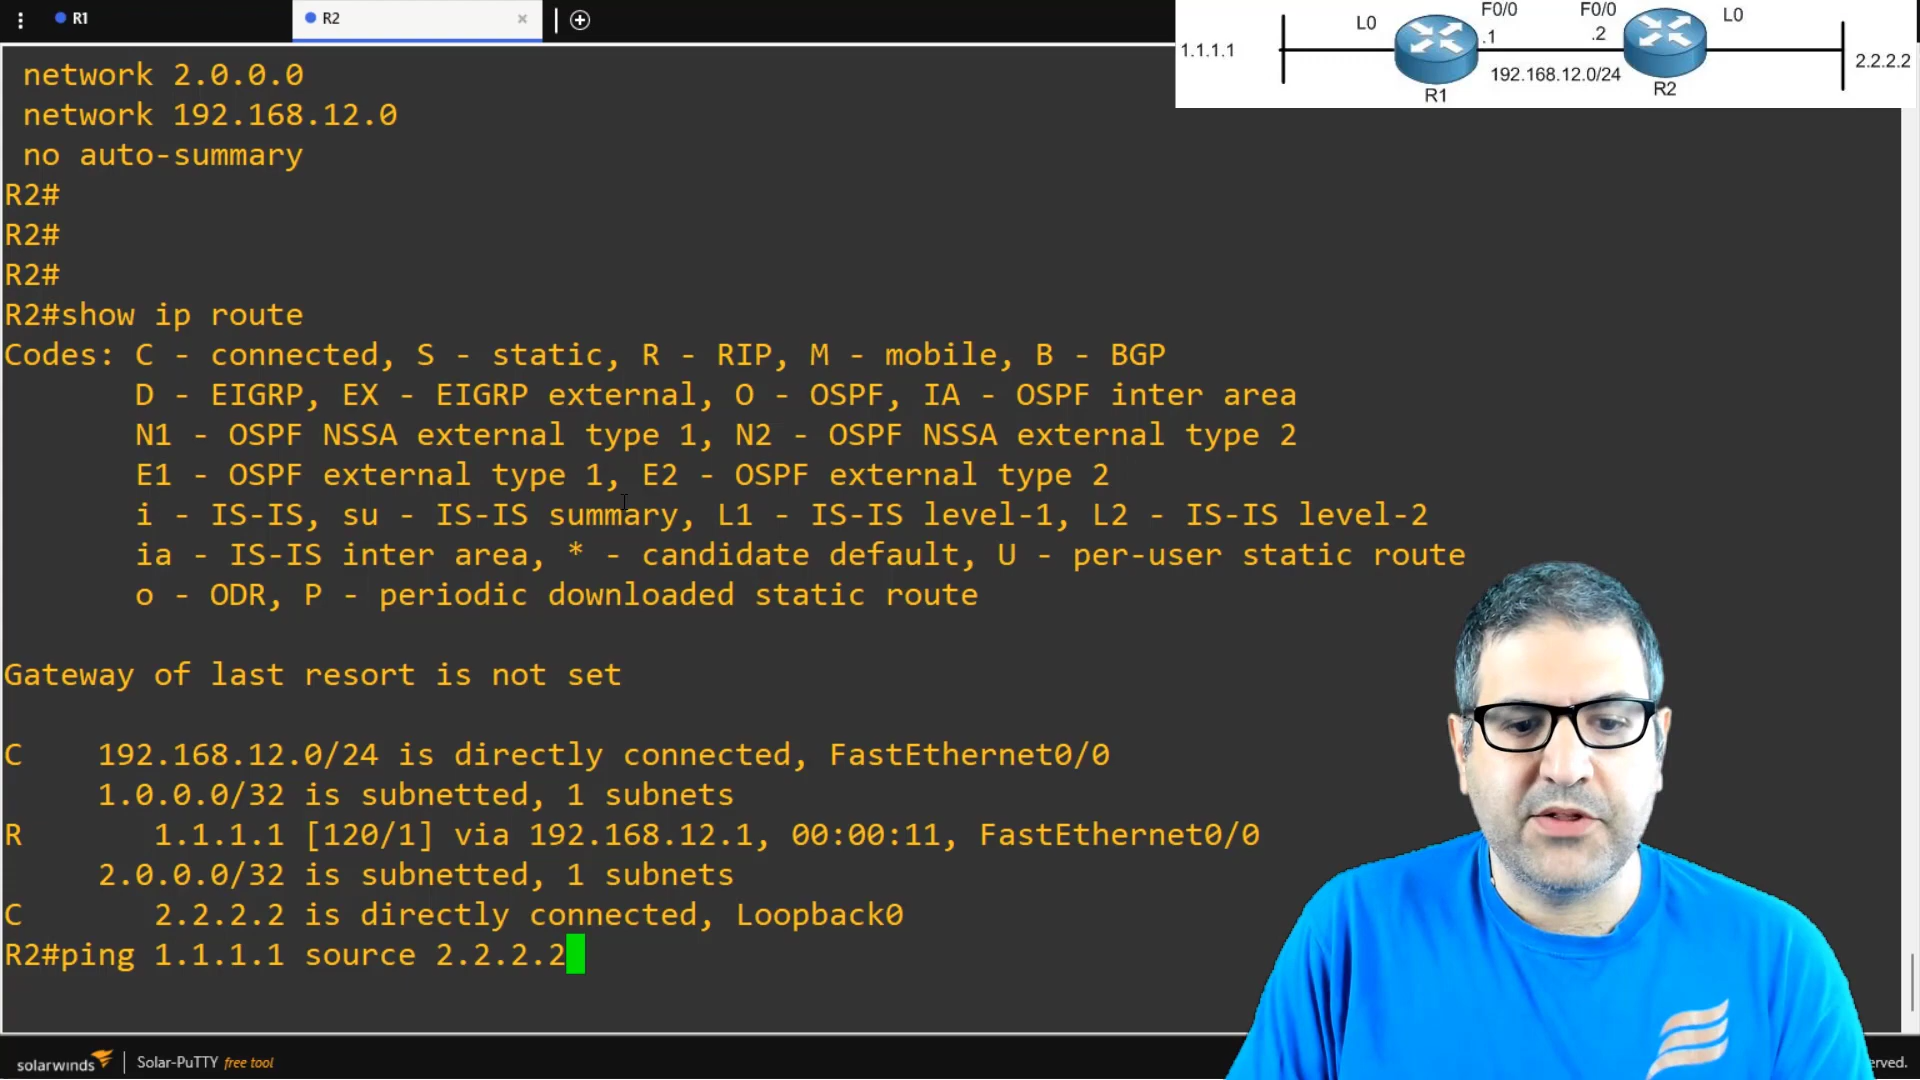 R1
R2
L0
F0/0
F0/0
L0
1.1.1.1
.1
.2
192.168.12.0/24
2.2.2.2
R1
R2
network 2.0.0.0
network 192.168.12.0
no auto-summary
R2#
R2#
R2#
R2#show ip route
Codes: C - connected, S - static, R - RIP, M - mobile, B - BGP
D - EIGRP, EX - EIGRP external, O - OSPF, IA - OSPF inter area
N1 - OSPF NSSA external type 1, N2 - OSPF NSSA external type 2
E1 - OSPF external type 1, E2 - OSPF external type 2
i - IS-IS, su - IS-IS summary, L1 - IS-IS level-1, L2 - IS-IS level-2
ia - IS-IS inter area, * - candidate default, U - per-user static route
o - ODR, P - periodic downloaded static route
Gateway of last resort is not set
C 192.168.12.0/24 is directly connected, FastEthernet0/0
1.0.0.0/32 is subnetted, 1 subnets
R 1.1.1.1 [120/1] via 192.168.12.1, 00:00:11, FastEthernet0/0
2.0.0.0/32 is subnetted, 1 subnets
C 2.2.2.2 is directly connected, Loopback0
R2#ping 1.1.1.1 source 2.2.2.2
solarwinds | Solar-PuTTY free tool
erved.